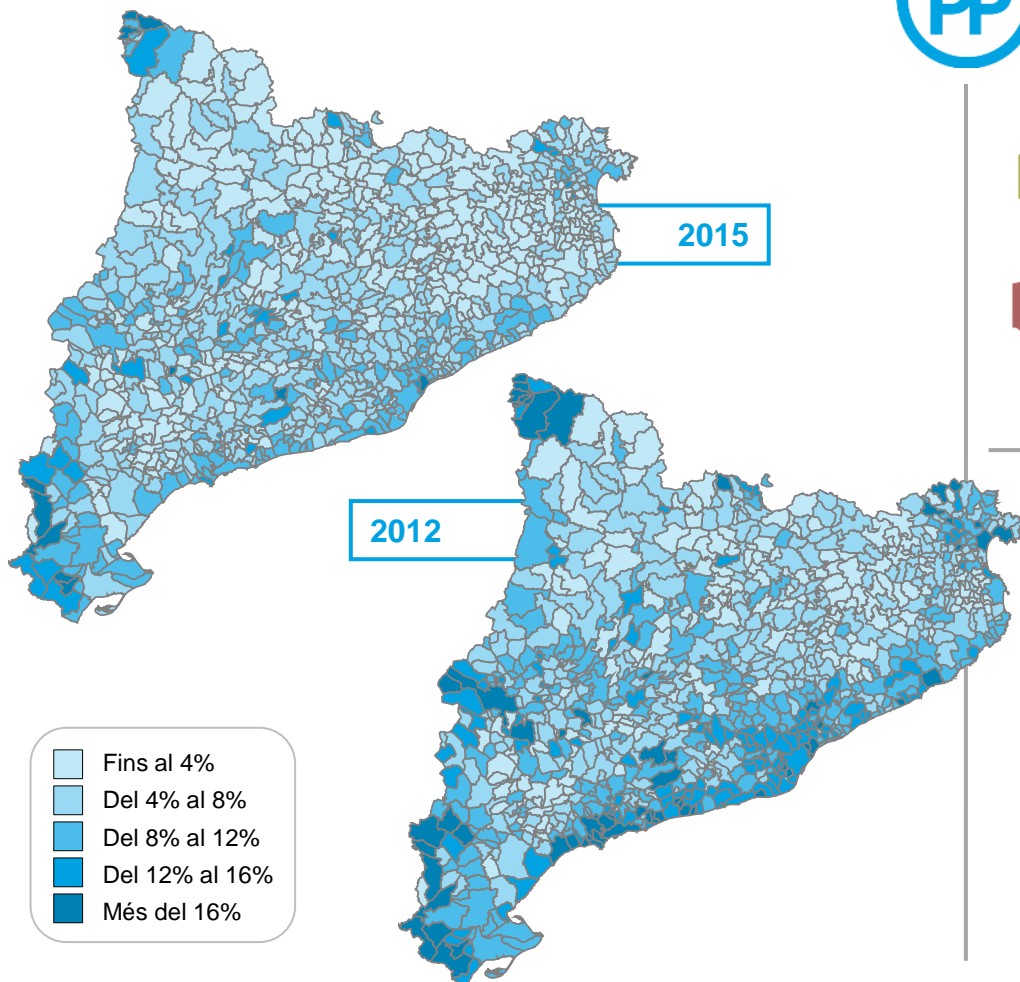 PP
2015
2012
Fins al 4%
Del 4% al 8%
Del 8% al 12%
Del 12% al 16%
Més del 16%